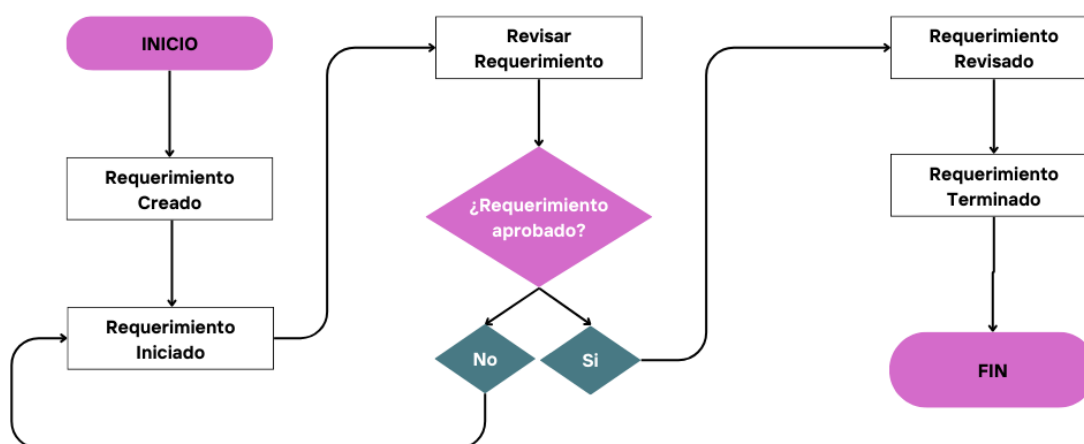 INICIO
Requerimiento
Creado
Requerimiento
Iniciado
Revisar
Requerimiento
¿Requerimiento
aprobado?
No
Si
Requerimiento
Revisado
Requerimiento
Terminado
FIN